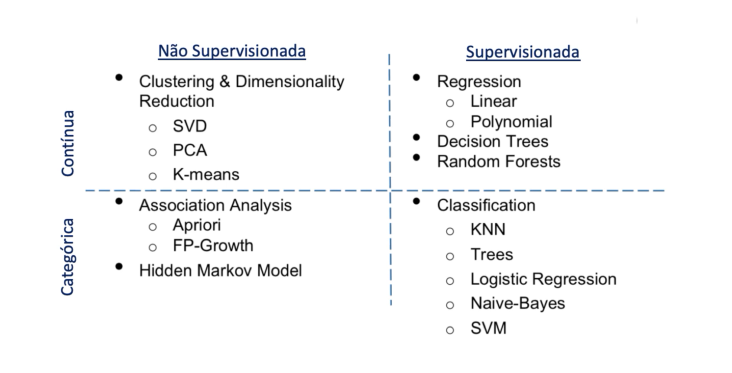 Não Supervisionada
Supervisionada
Contínua
• Clustering & Dimensionality
Reduction
o SVD
o PCA
o K-means
• Regression
o Linear
o Polynomial
• Decision Trees
• Random Forests
Categórica
• Association Analysis
o Apriori
o FP-Growth
• Hidden Markov Model
• Classification
o KNN
o Trees
o Logistic Regression
o Naive-Bayes
o SVM